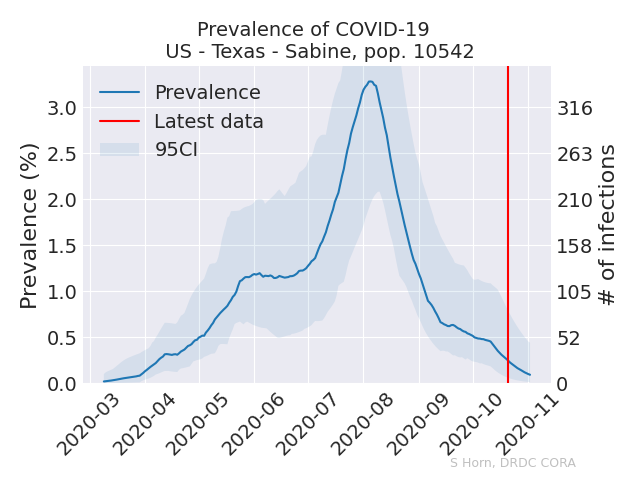 Prevalence of COVID-19
US - Texas - Sabine, pop. 10542
Prevalence
Latest data
95CI
Prevalence (%)
3.0
2.5
2.0
1.5
1.0
0.5
0.0
316
263
210
158
105
52
0
# of infections
2020-03
2020-04
2020-05
2020-06
2020-07
2020-08
2020-09
2020-10
2020-11
S Horn, DRDC CORA